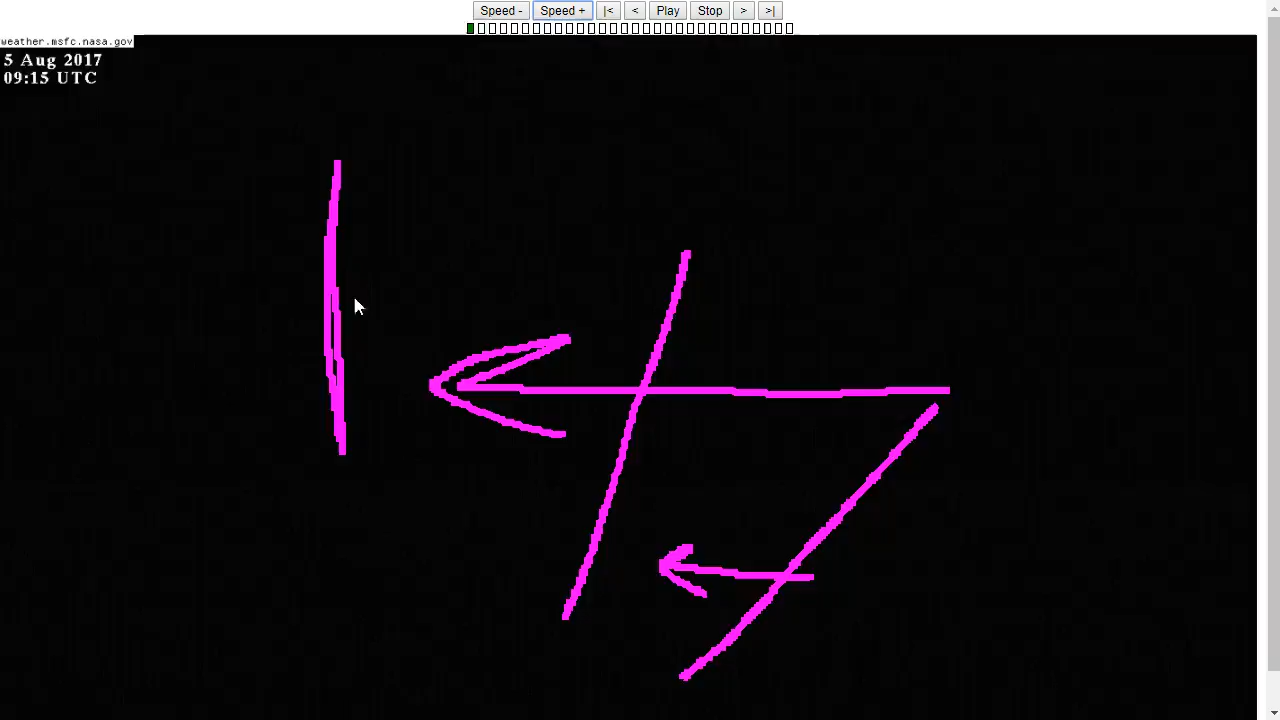 Speed - Speed + |< < Play Stop > >|
weather.msfc.nasa.gov
5 Aug 2017
09:15 UTC